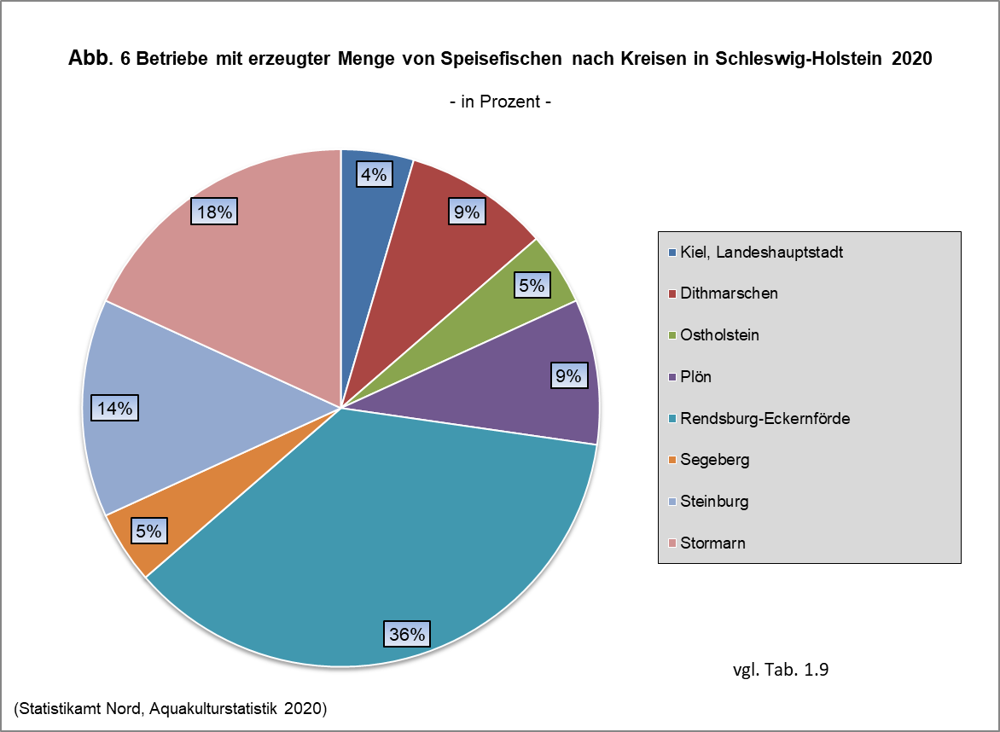 Abb. 6 Betriebe mit erzeugter Menge von Speisefischen nach Kreisen in Schleswig-Holstein 2020
- in Prozent -
4%
9%
5%
9%
36%
5%
14%
18%
Kiel, Landeshauptstadt
Dithmarschen
Ostholstein
Plön
Rendsburg-Eckernförde
Segeberg
Steinburg
Stormarn
vgl. Tab. 1.9
(Statistikamt Nord, Aquakulturstatistik 2020)